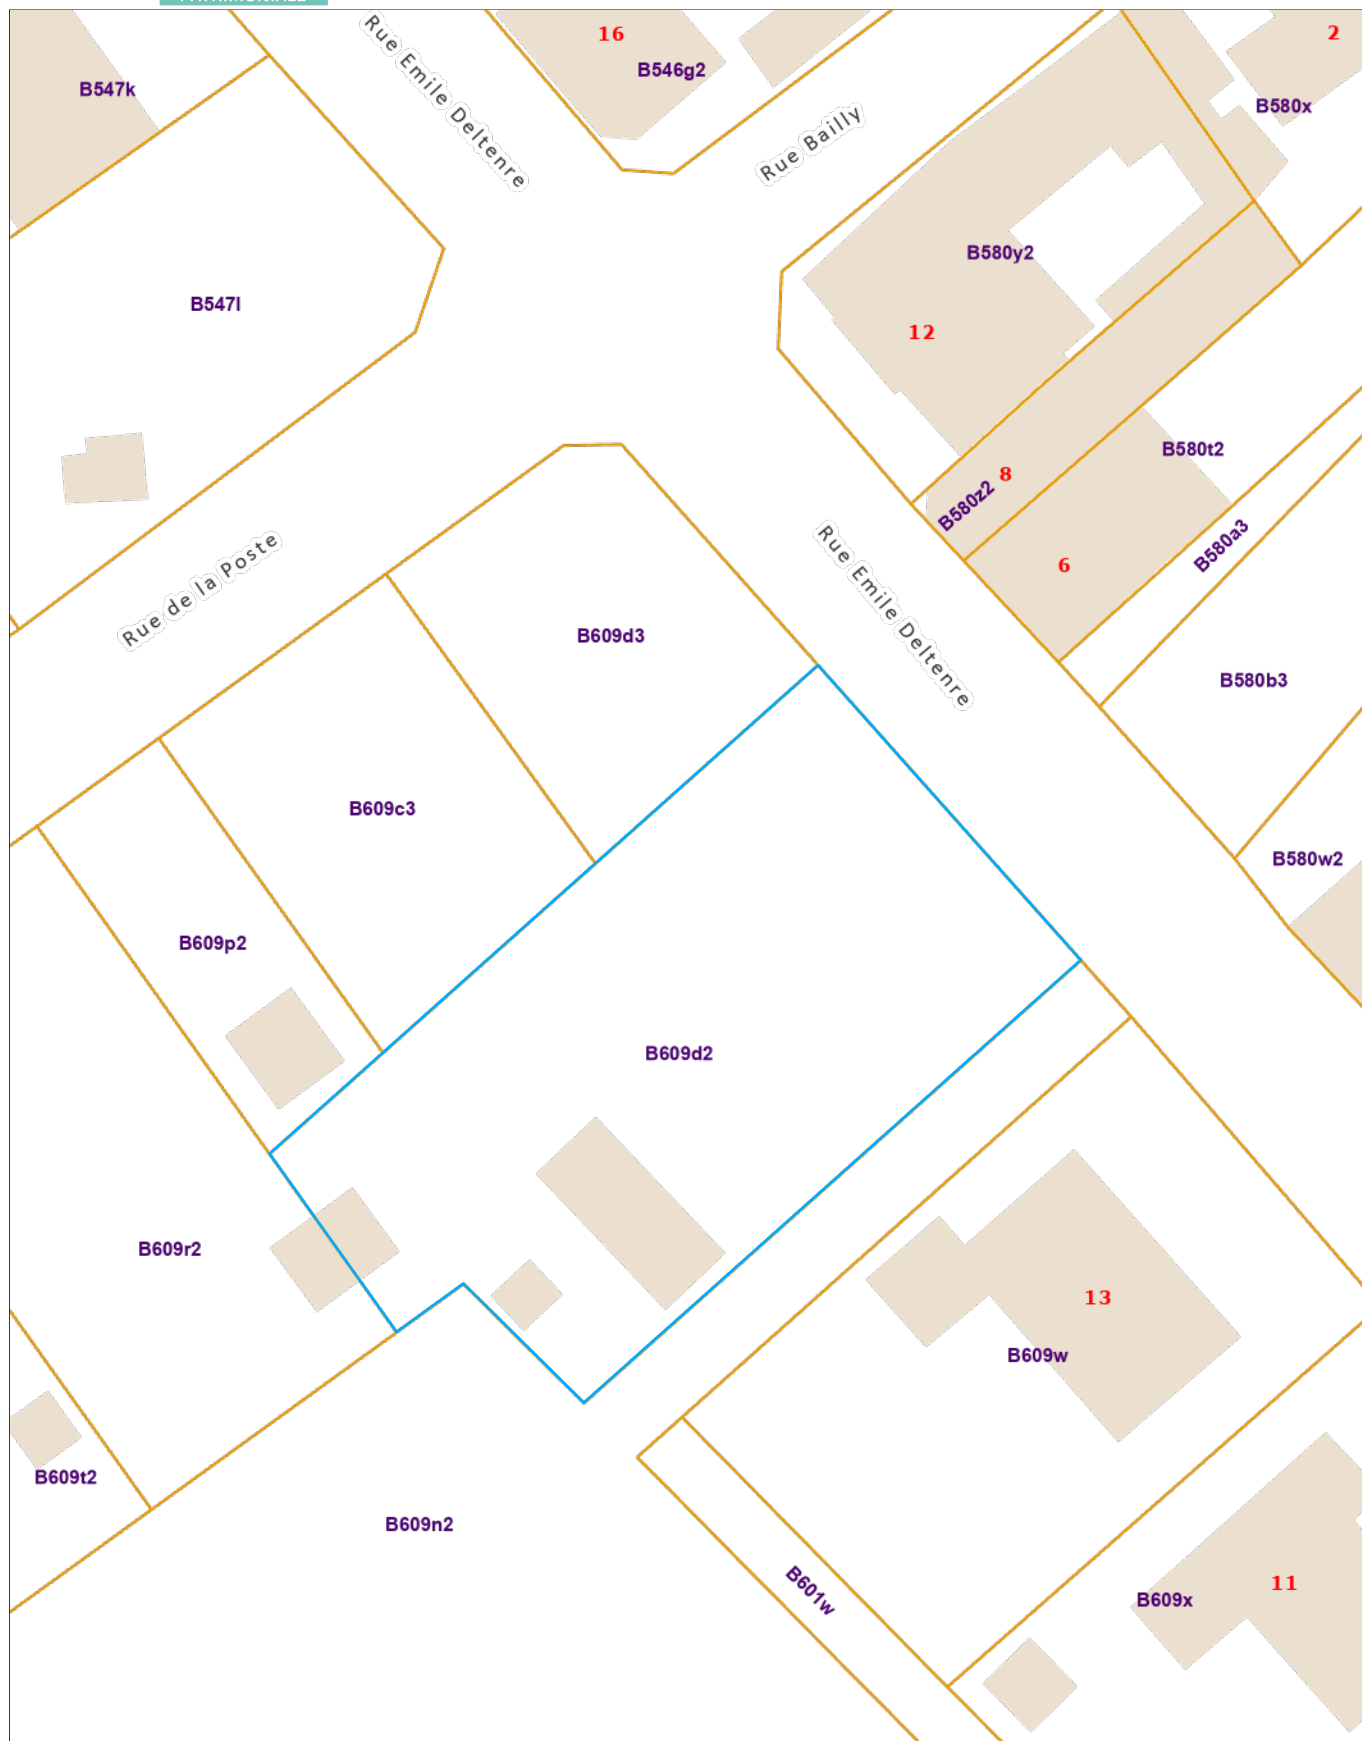 PATRIMONIALE
Rue Emile Deltenre
16
2
B546g2
B547k
B580x
Rue Bailly
B580y2
B547l
12
B580t2
8
B580z2
B580a3
Rue de la Poste
6
Rue Emile Deltenre
B609d3
B580b3
B609c3
B580w2
B609p2
B609d2
B609r2
13
B609w
B609t2
B609n2
B601w
11
B609x